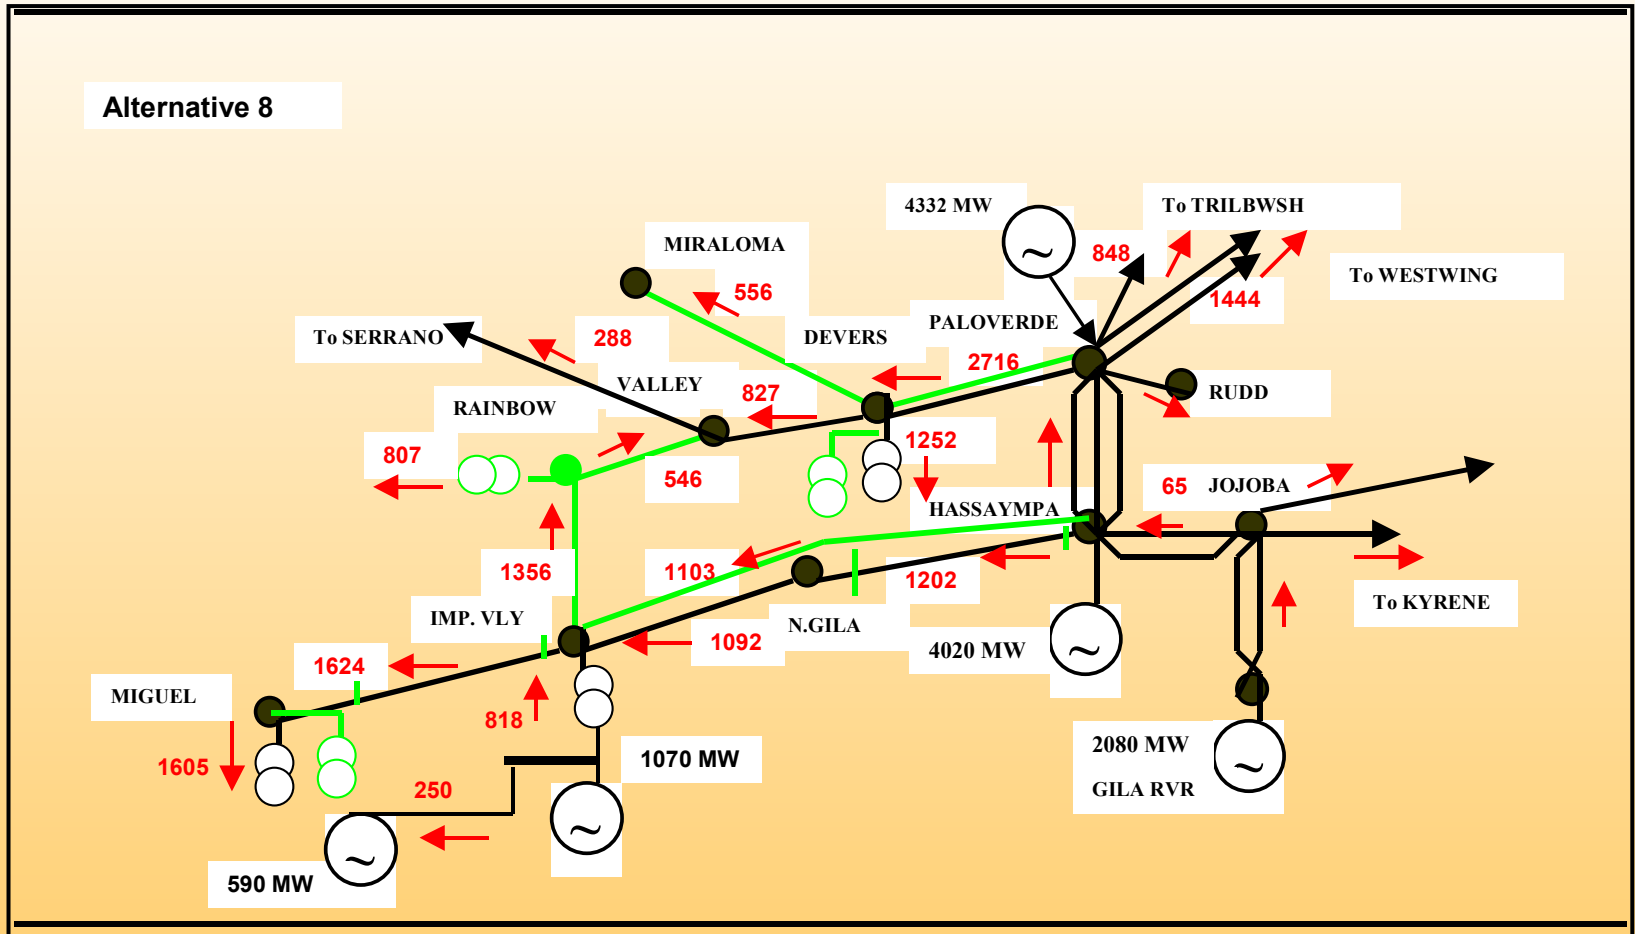 Alternative 8
4332 MW
To TRILBWSH
MIRALOMA
848
To WESTWING
556
1444
PALOVERDE
To SERRANO
288
DEVERS
2716
VALLEY
827
RUDD
RAINBOW
807
1252
546
65
JOJOBA
HASSAYMPA
1356
1103
1202
To KYRENE
IMP. VLY
N.GILA
1092
4020 MW
1624
MIGUEL
818
1605
1070 MW
2080 MW
GILA RVR
250
590 MW
~
~
~
~
~